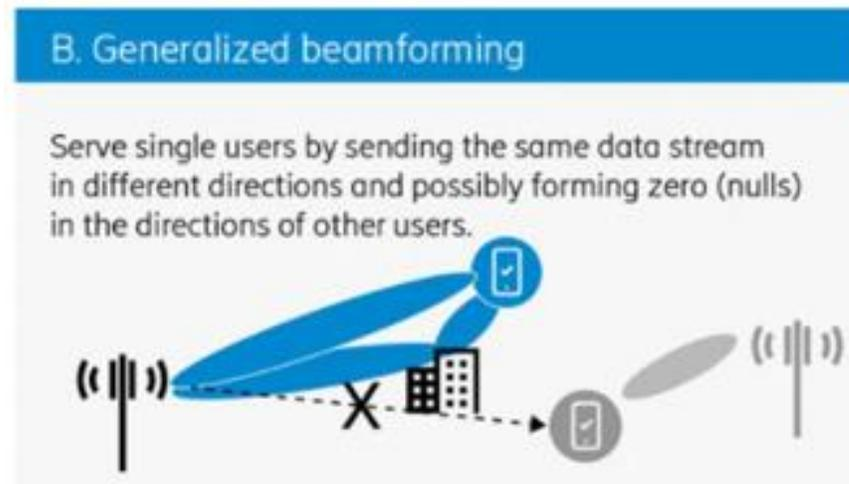 B. Generalized beamforming
Serve single users by sending the same data stream
in different directions and possibly forming zero (nulls)
in the directions of other users.